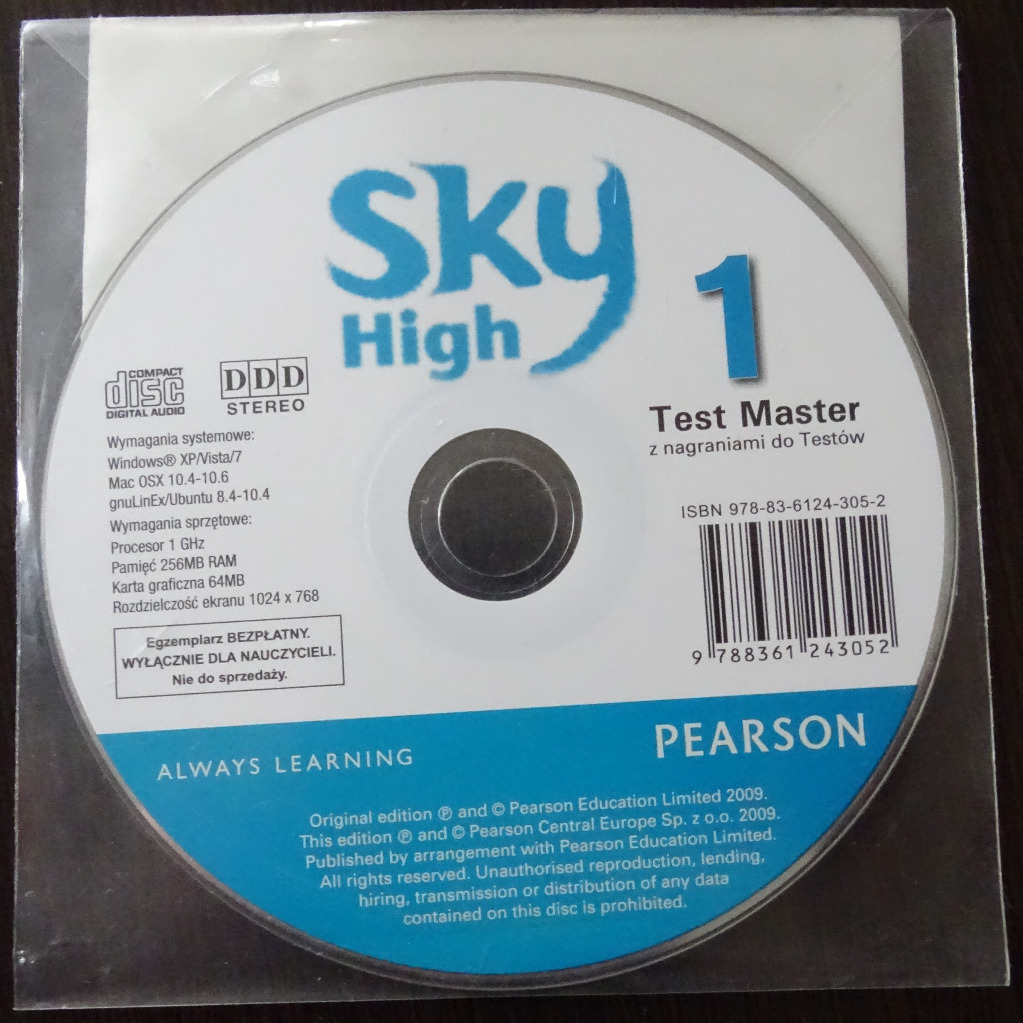 Sky
High
1
Test Master
z nagraniami do Testów
COMPACT
disc
DIGITAL AUDIO
DDD
STEREO
Wymagania systemowe:
Windows® XP/Vista/7
Mac OSX 10.4-10.6
gnuLinEx/Ubuntu 8.4-10.4
Wymagania sprzętowe:
Procesor 1 GHz
Pamięć 256MB RAM
Karta graficzna 64MB
Rozdzielczość ekranu 1024 x 768
Egzemplarz BEZPŁATNY.
WYŁĄCZNIE DLA NAUCZYCIELI.
Nie do sprzedaży.
ISBN 978-83-6124-305-2
9 788361 243052
ALWAYS LEARNING
PEARSON
Original edition ℗ and © Pearson Education Limited 2009.
This edition ℗ and © Pearson Central Europe Sp. z o.o. 2009.
Published by arrangement with Pearson Education Limited.
All rights reserved. Unauthorised reproduction, lending,
hiring, transmission or distribution of any data
contained on this disc is prohibited.